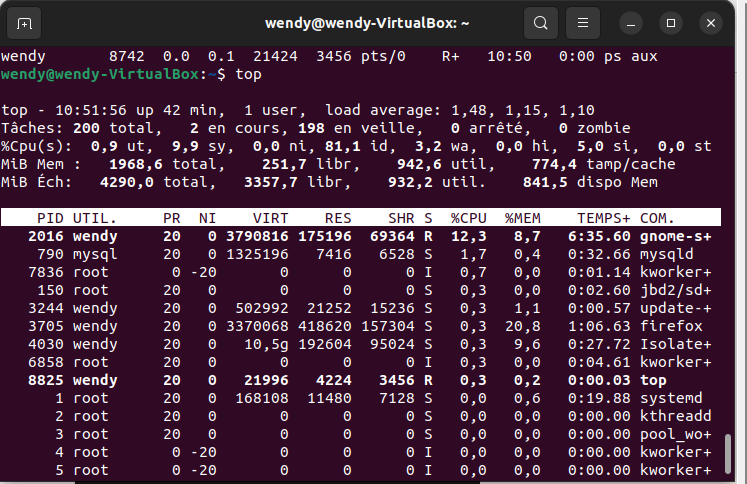 wendy@wendy-VirtualBox: ~
wendy 8742 0.0 0.1 21424 3456 pts/0 R+ 10:50 0:00 ps aux
wendy@wendy-VirtualBox:~$ top
top - 10:51:56 up 42 min, 1 user, load average: 1,48, 1,15, 1,10
Tâches: 200 total, 2 en cours, 198 en veille, 0 arrêté, 0 zombie
%Cpu(s): 0,9 ut, 9,9 sy, 0,0 ni, 81,1 id, 3,2 wa, 0,0 hi, 5,0 si, 0,0 st
MiB Mem : 1968,6 total, 251,7 libr, 942,6 util, 774,4 tamp/cache
MiB Éch: 4290,0 total, 3357,7 libr, 932,2 util. 841,5 dispo Mem
PID UTIL. PR NI VIRT RES SHR S %CPU %MEM TEMPS+ COM.
2016 wendy 20 0 3790816 175196 69364 R 12,3 8,7 6:35.60 gnome-s+
790 mysql 20 0 1325196 7416 6528 S 1,7 0,4 0:32.66 mysqld
7836 root 0 -20 0 0 0 I 0,7 0,0 0:01.14 kworker+
150 root 20 0 0 0 0 S 0,3 0,0 0:02.60 jbd2/sd+
3244 wendy 20 0 502992 21252 15236 S 0,3 1,1 0:00.57 update-+
3705 wendy 20 0 3370068 418620 157304 S 0,3 20,8 1:06.63 firefox
4030 wendy 20 0 10,5g 192604 95024 S 0,3 9,6 0:27.72 Isolate+
6858 root 20 0 0 0 0 I 0,3 0,0 0:04.61 kworker+
8825 wendy 20 0 21996 4224 3456 R 0,3 0,2 0:00.03 top
1 root 20 0 168108 11480 7128 S 0,0 0,6 0:19.88 systemd
2 root 20 0 0 0 0 S 0,0 0,0 0:00.00 kthreadd
3 root 20 0 0 0 0 S 0,0 0,0 0:00.00 pool_wo+
4 root 0 -20 0 0 0 I 0,0 0,0 0:00.00 kworker+
5 root 0 -20 0 0 0 I 0,0 0,0 0:00.00 kworker+